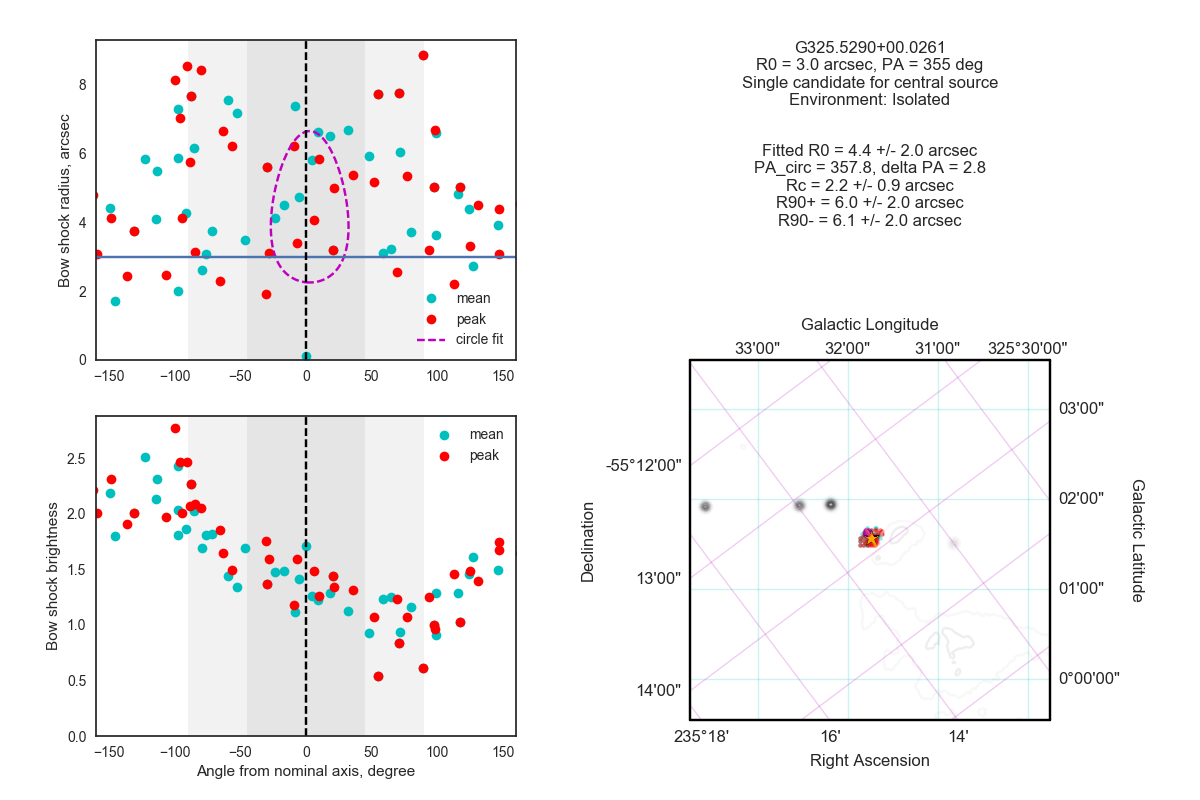 G325.5290+00.0261
R0 = 3.0 arcsec, PA = 355 deg
Single candidate for central source
Environment: Isolated
Fitted R0 = 4.4 +/- 2.0 arcsec
PA_circ = 357.8, delta PA = 2.8
Rc = 2.2 +/- 0.9 arcsec
R90+ = 6.0 +/- 2.0 arcsec
R90- = 6.1 +/- 2.0 arcsec
Bow shock radius, arcsec
8
6
4
2
0
mean
peak
circle fit
−150 −100 −50 0 50 100 150
Bow shock brightness
2.5
2.0
1.5
1.0
0.5
0.0
mean
peak
−150 −100 −50 0 50 100 150
Angle from nominal axis, degree
Galactic Longitude
33'00" 32'00" 31'00" 325°30'00"
03'00"
02'00"
01'00"
0°00'00"
Galactic Latitude
Declination
-55°12'00"
13'00"
14'00"
235°18' 16' 14'
Right Ascension